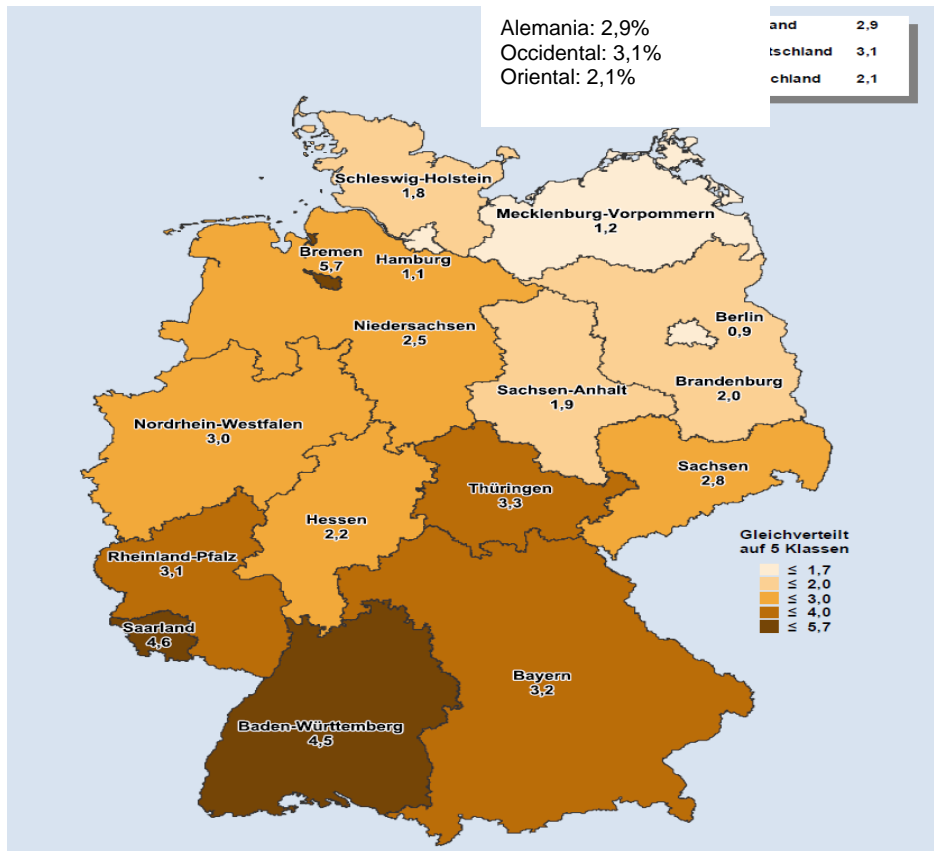 Alemania: 2,9%
Occidental: 3,1%
Oriental: 2,1%
and 2,9
tschland 3,1
chland 2,1
Schleswig-Holstein
1,8
Mecklenburg-Vorpommern
1,2
Bremen
5,7
Hamburg
1,1
Berlin
0,9
Niedersachsen
2,5
Sachsen-Anhalt
1,9
Brandenburg
2,0
Nordrhein-Westfalen
3,0
Sachsen
2,8
Thüringen
3,3
Hessen
2,2
Gleichverteilt
auf 5 Klassen
≤ 1,7
≤ 2,0
≤ 3,0
≤ 4,0
≤ 5,7
Rheinland-Pfalz
3,1
Saarland
4,6
Bayern
3,2
Baden-Württemberg
4,5